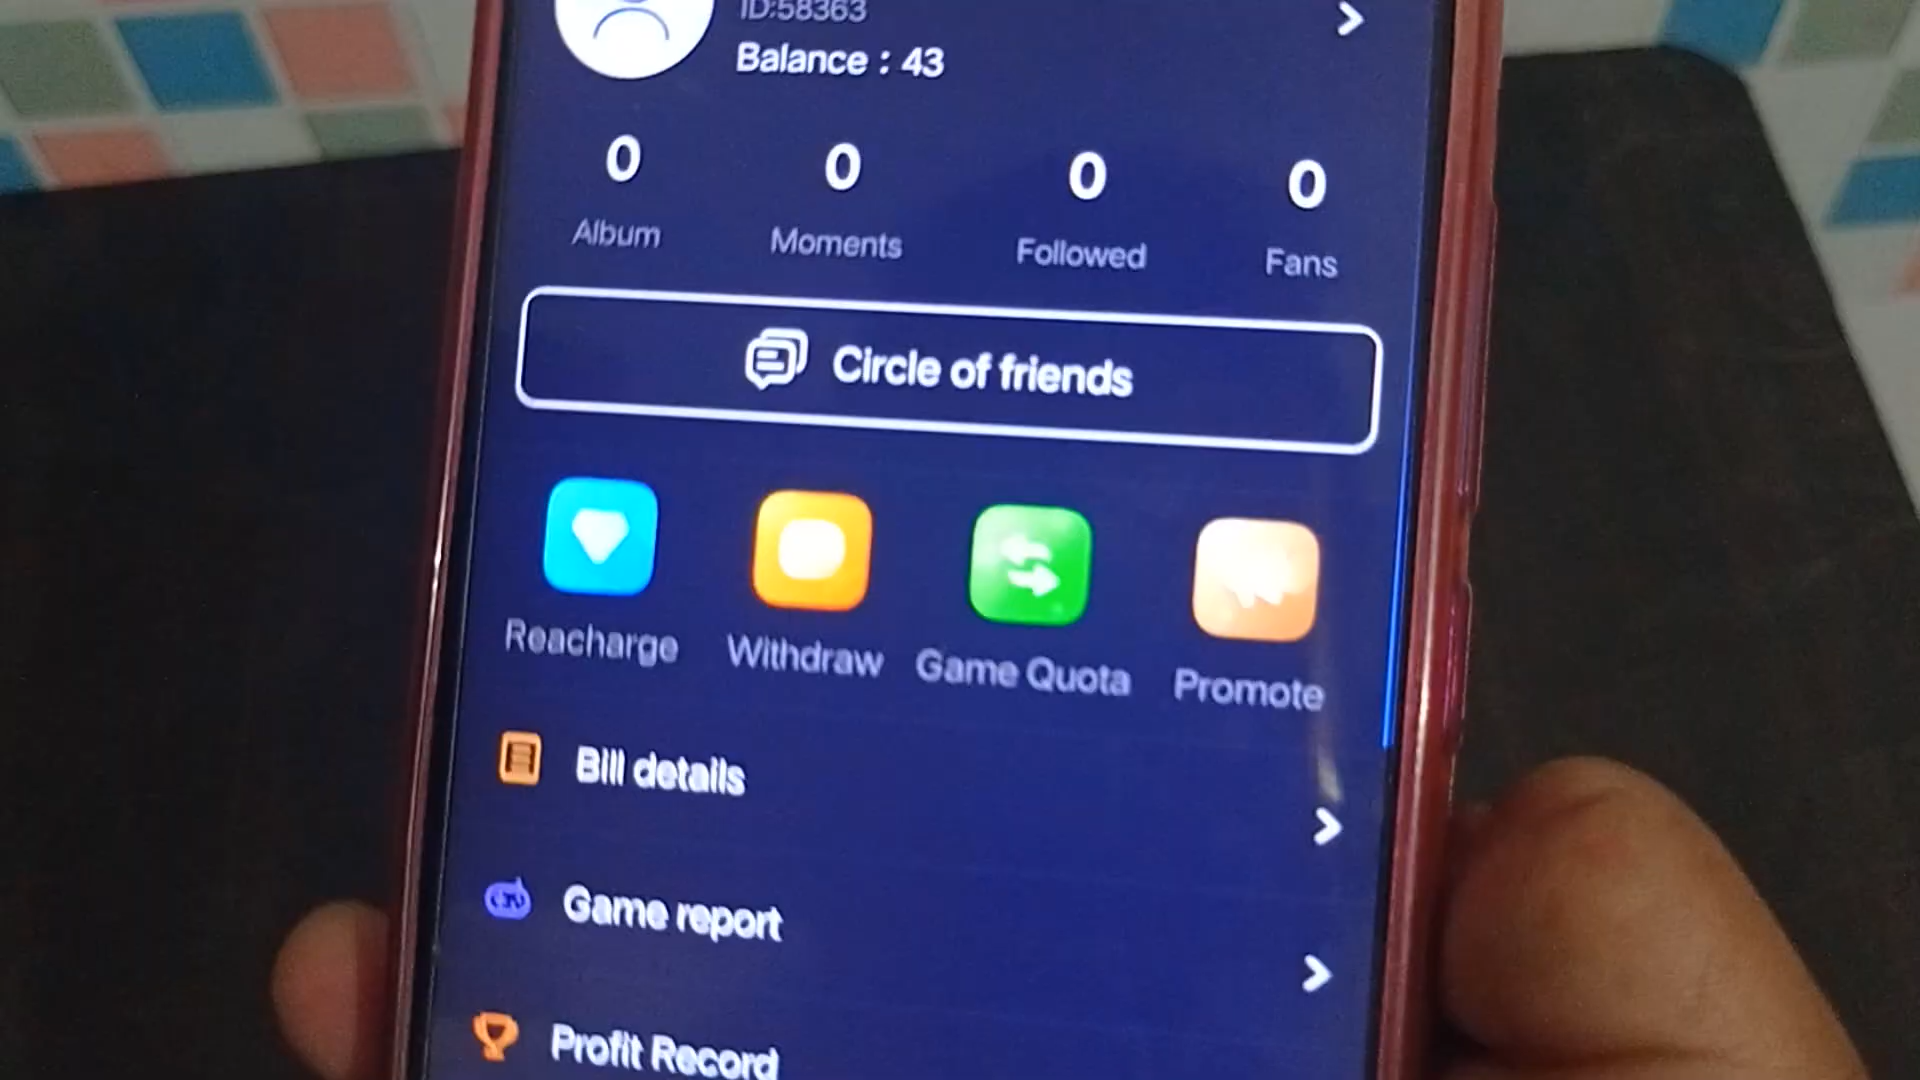 ID:58363
Balance : 43
0 0 0 0
Album Moments Followed Fans
Circle of friends
Reacharge Withdraw Game Quota Promote
Bill details
Game report
Profit Record